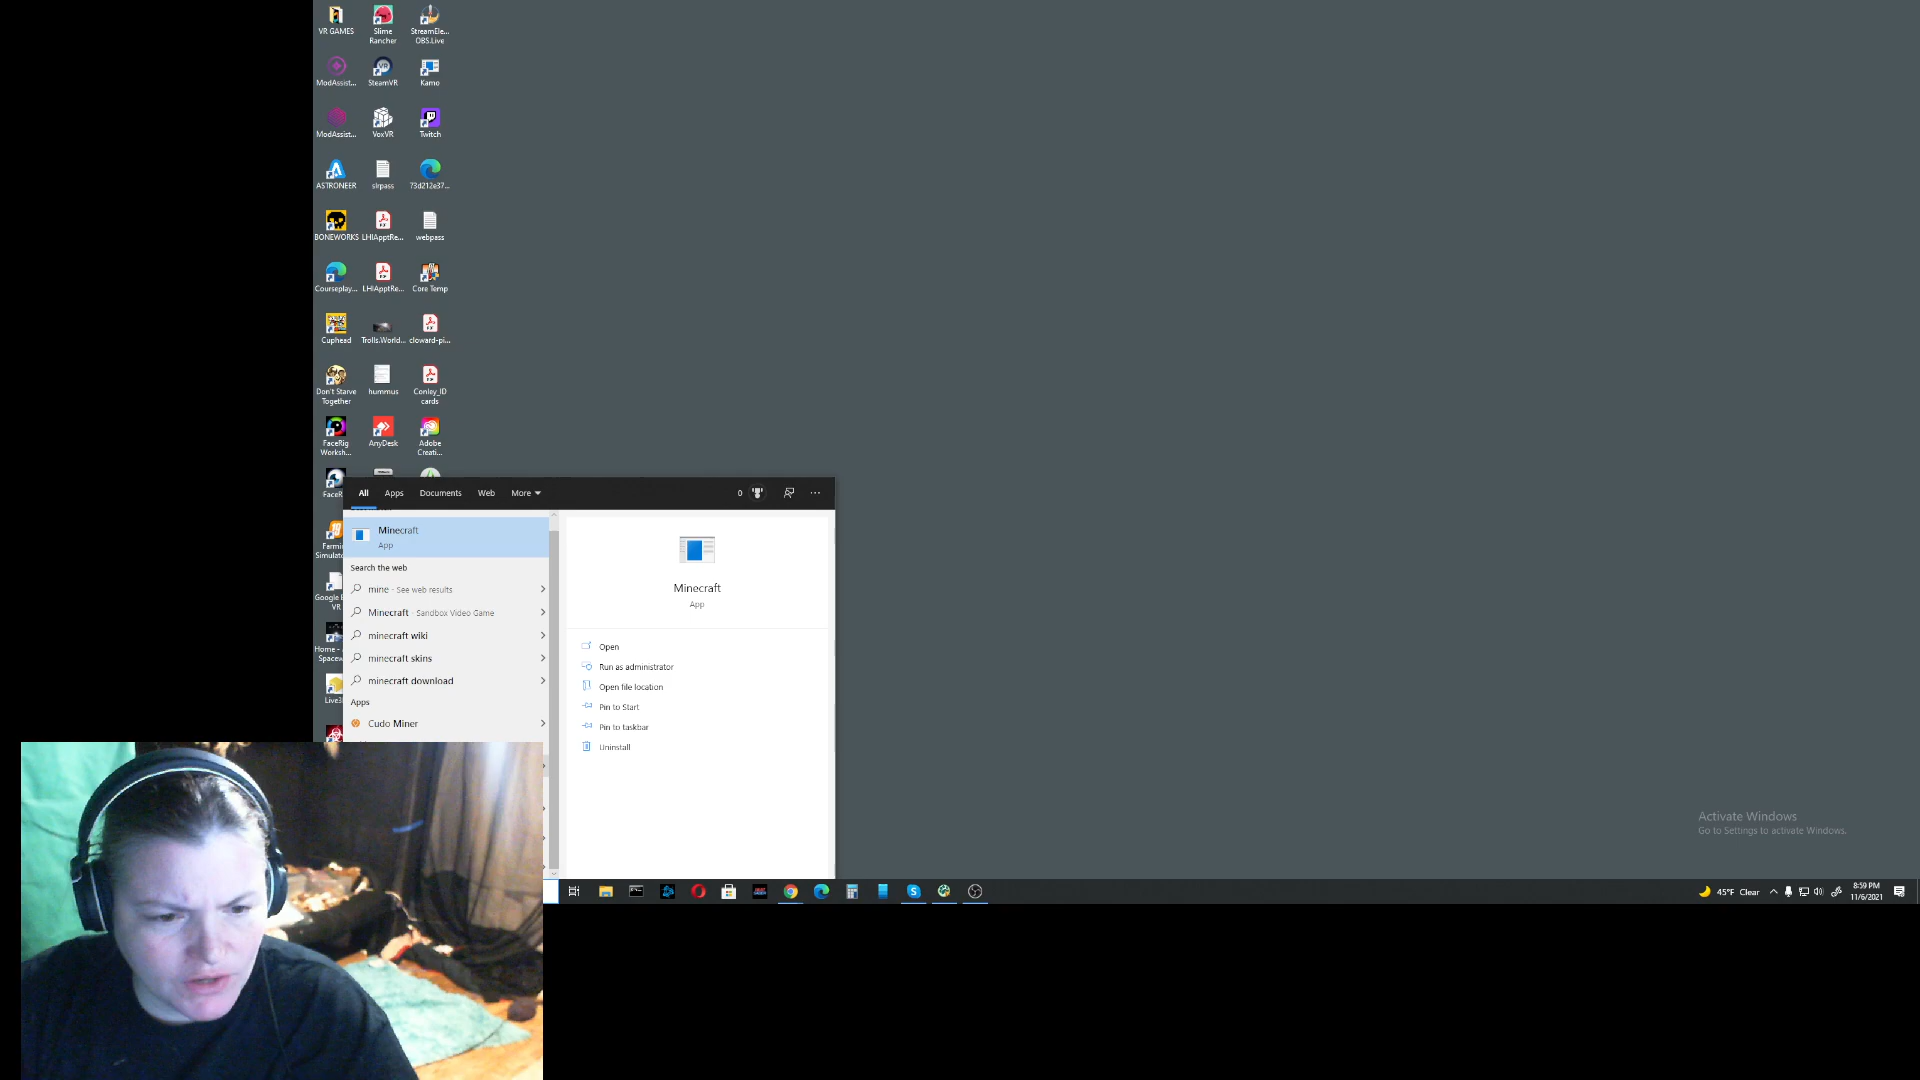 VR GAMES
Slime
Rancher
StreamEle...
OBS.Live
ModAssist...
SteamVR
Kamo
ModAssist...
VoxVR
Twitch
ASTRONEER
slrpass
73d212e37...
BONEWORKS
LHIApptRe...
webpass
Courseplay...
LHIApptRe...
Core Temp
Cuphead
Trolls.World...
cloward-pi...
Don't Starve
Together
hummus
Conley_ID
cards
FaceRig
Worksh...
AnyDesk
Adobe
Creati...
All
Apps
Documents
Web
More
0
Minecraft
App
Search the web
mine - See web results
Minecraft - Sandbox Video Game
minecraft wiki
minecraft skins
minecraft download
Apps
Cudo Miner
Minecraft
App
Open
Run as administrator
Open file location
Pin to Start
Pin to taskbar
Uninstall
Activate Windows
Go to Settings to activate Windows.
45°F Clear
8:59 PM
11/6/2021